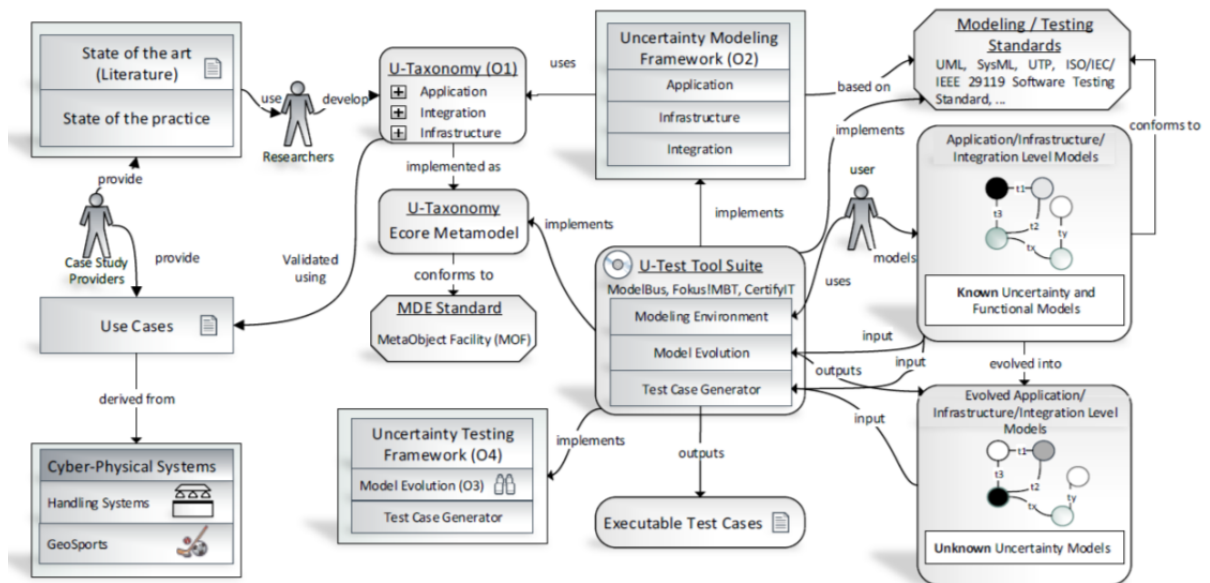 State of the art
(Literature)
State of the practice
use
develop
Researchers
provide
Case Study
Providers
provide
Use Cases
derived from
Cyber-Physical Systems
Handling Systems
GeoSports
U-Taxonomy (O1)
Application
Integration
Infrastructure
implemented as
Validated
using
U-Taxonomy
Ecore Metamodel
conforms to
MDE Standard
MetaObject Facility (MOF)
uses
implements
Uncertainty Modeling
Framework (O2)
Application
Infrastructure
Integration
implements
U-Test Tool Suite
ModelBus, Fokus!MBT, CertifyIT
Modeling Environment
Model Evolution
Test Case Generator
implements
Uncertainty Testing
Framework (O4)
Model Evolution (O3)
Test Case Generator
outputs
Executable Test Cases
based on
implements
Modeling / Testing
Standards
UML, SysML, UTP, ISO/IEC/
IEEE 29119 Software Testing
Standard, ...
conforms to
user
models
uses
Application/Infrastructure/
Integration Level Models
t1
t3
t2
tx
ty
Known Uncertainty and
Functional Models
input
input
outputs
input
evolved into
Evolved Application/
Infrastructure/Integration Level
Models
t1
t3
t2
tx
ty
Unknown Uncertainty Models